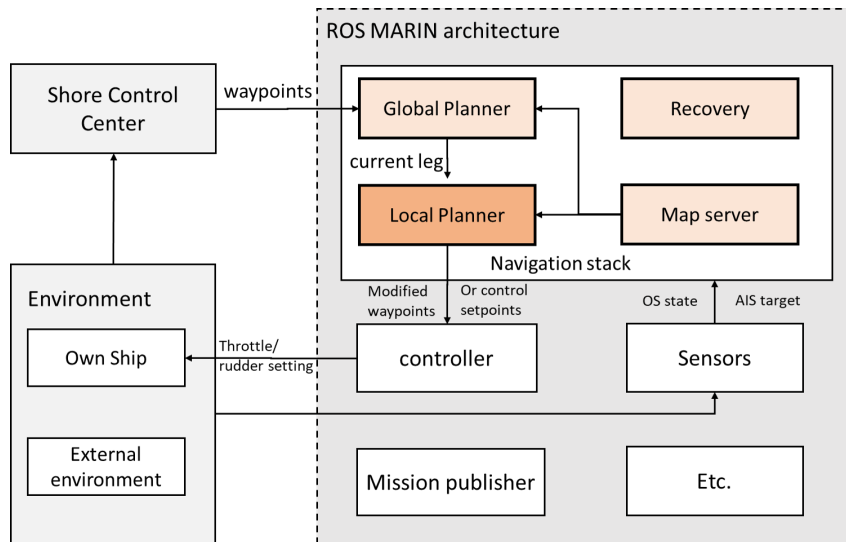 ROS MARIN architecture
Shore Control
Center
waypoints
Global Planner
Recovery
current leg
Local Planner
Map server
Navigation stack
Environment
Modified
waypoints
Or control
setpoints
OS state
AIS target
Own Ship
Throttle/
rudder setting
controller
Sensors
External
environment
Mission publisher
Etc.